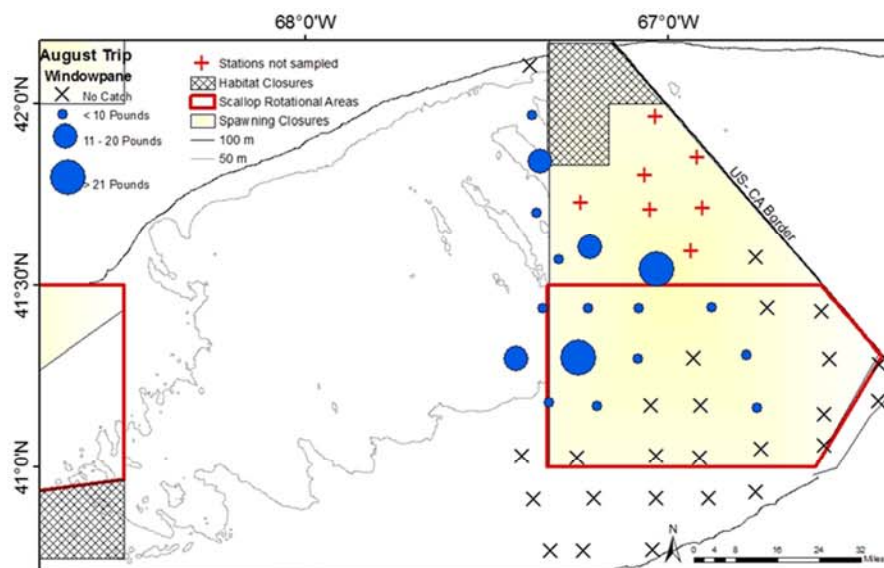 68°0'W 67°0'W
August Trip
Windowpane
No Catch
< 10 Pounds
11 - 20 Pounds
> 21 Pounds
Stations not sampled
Habitat Closures
Scallop Rotational Areas
Spawning Closures
100 m
50 m
42°0'N
41°30'N
41°0'N
US- CA Border
N
0 4 8 16 24 32
Miles